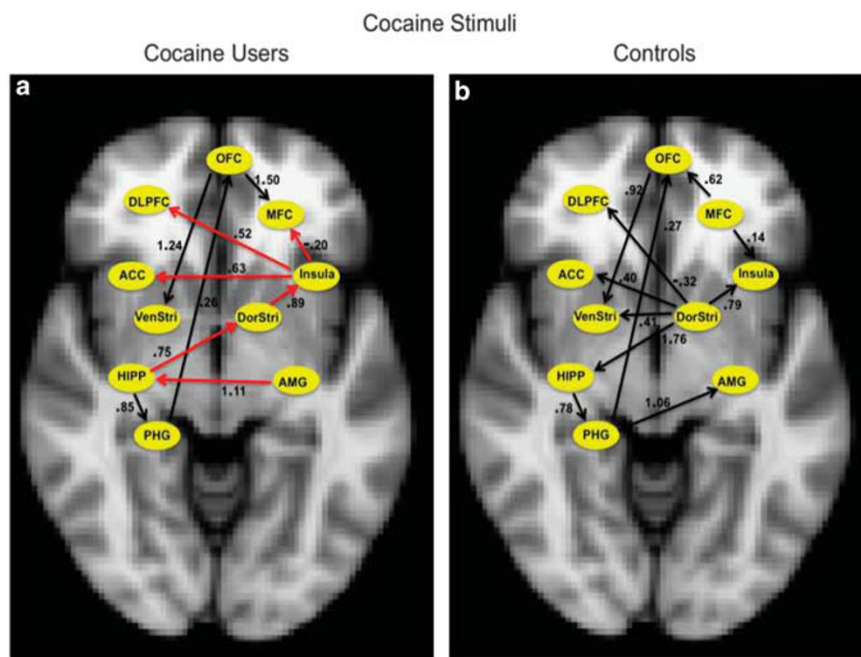 Cocaine Stimuli
Cocaine Users
Controls
a
OFC
1.50
DLPFC
MFC
.52
-.20
1.24
ACC
.63
Insula
.26
.89
VenStri
DorStri
.75
HIPP
1.11
AMG
.85
PHG
b
OFC
.92
.62
DLPFC
MFC
.27
.14
ACC
.40
-.32
Insula
.79
VenStri
.41
DorStri
1.76
HIPP
AMG
.78
1.06
PHG